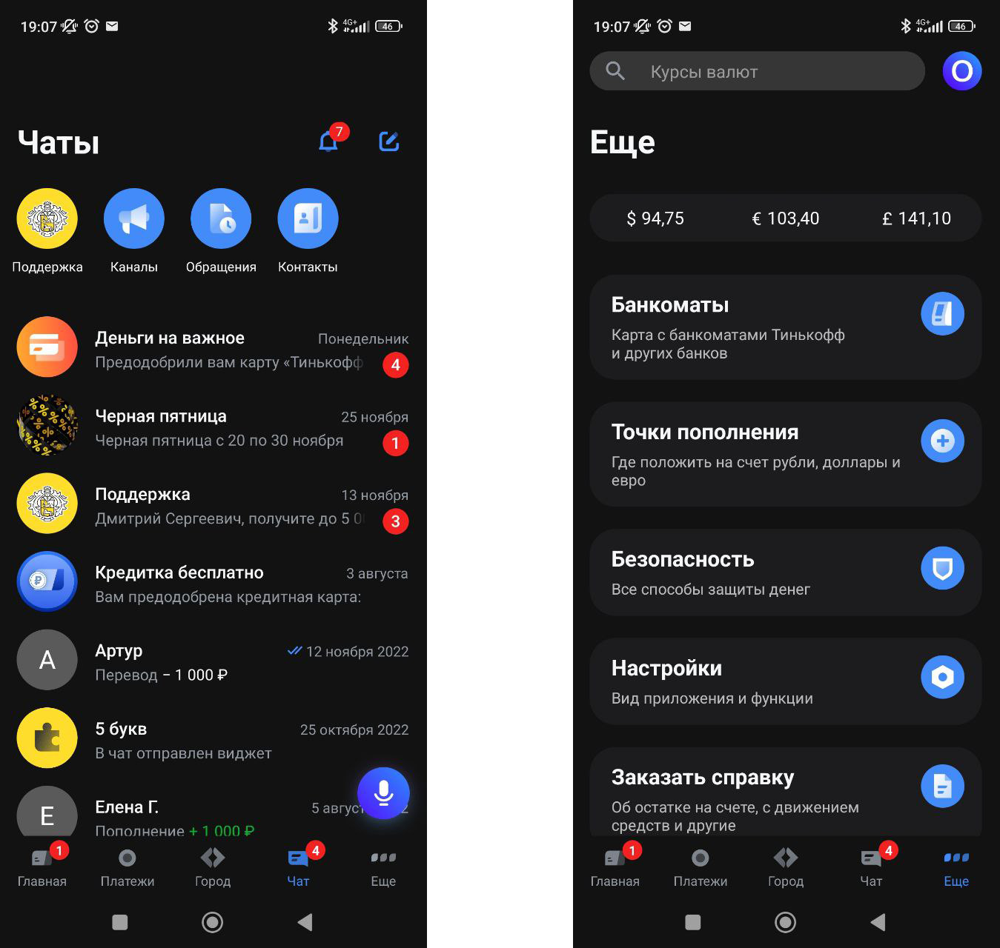 19:07
4G+
46
Чаты
7
Поддержка
Каналы
Обращения
Контакты
Деньги на важное
Понедельник
Предодобрили вам карту «Тинькофф
4
Черная пятница
25 ноября
Черная пятница с 20 по 30 ноября
1
Поддержка
13 ноября
Дмитрий Сергеевич, получите до 5
3
Кредитка бесплатно
3 августа
Вам предодобрена кредитная карта:
А
Артур
12 ноября 2022
Перевод − 1 000 ₽
5 букв
25 октября 2022
В чат отправлен виджет
Е
Елена Г.
5 авгус 2
Пополнение + 1 000 ₽
1
4
Главная
Платежи
Город
Чат
Еще
19:07
4G+
46
Курсы валют
О
Еще
$ 94,75
€ 103,40
£ 141,10
Банкоматы
Карта с банкоматами Тинькофф
и других банков
Точки пополнения
Где положить на счет рубли, доллары и
евро
Безопасность
Все способы защиты денег
Настройки
Вид приложения и функции
Заказать справку
Об остатке на счете, с движением
средств и другие
1
4
Главная
Платежи
Город
Чат
Еще